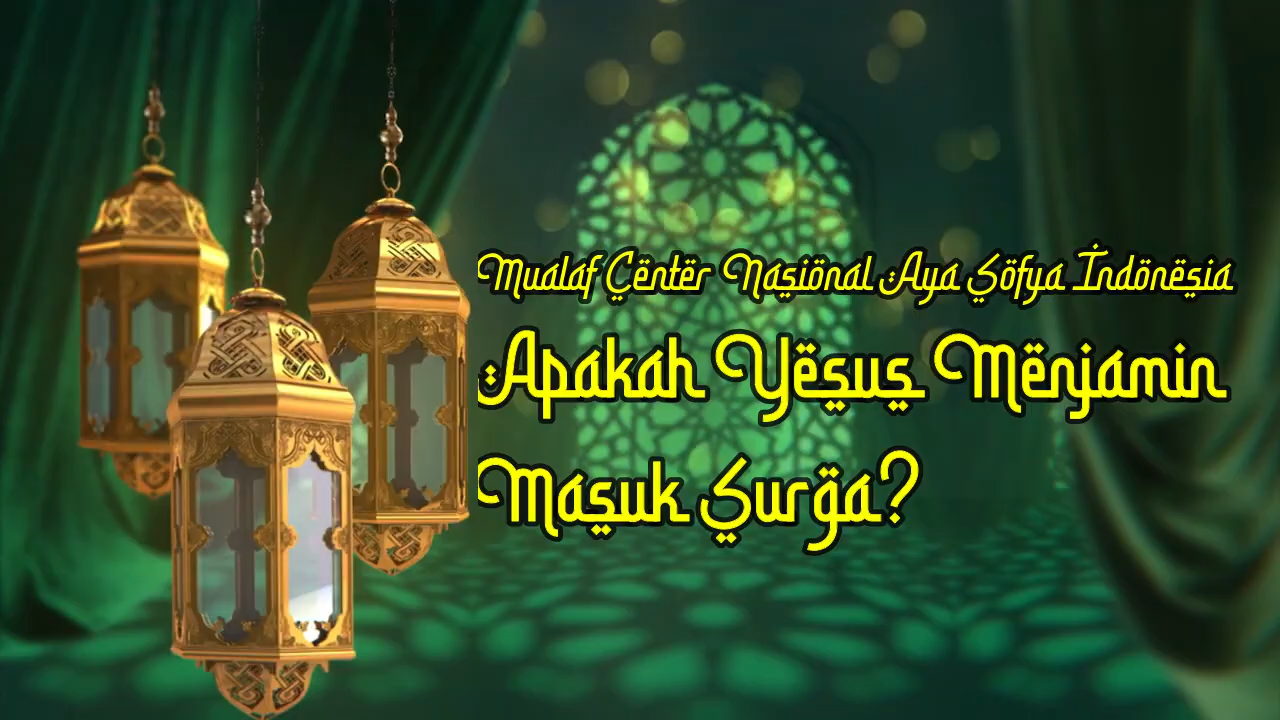 Mualaf Center Nasional Aya Sofya Indonesia
Apakah Yesus Menjamin
Masuk Surga?